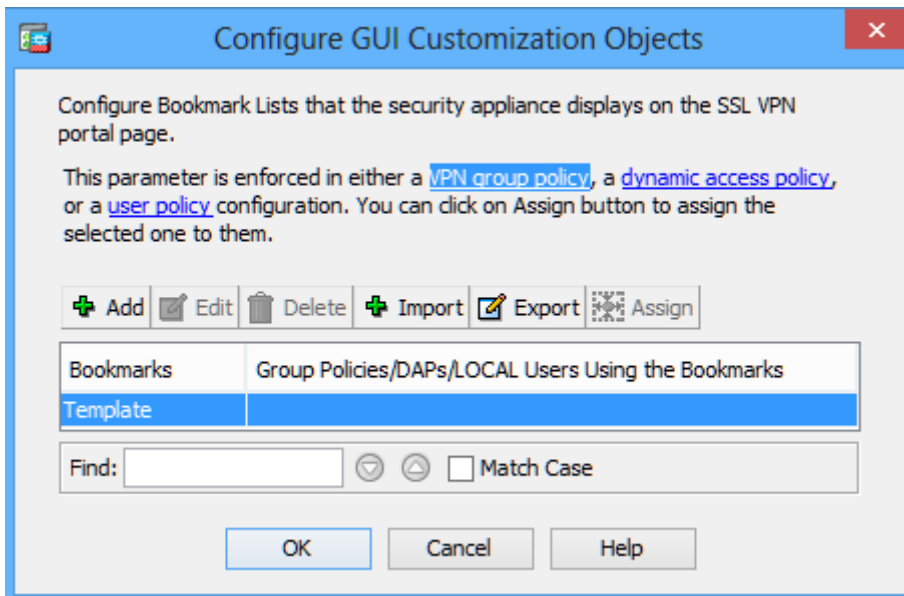 Configure GUI Customization Objects
Configure Bookmark Lists that the security appliance displays on the SSL VPN
portal page.
This parameter is enforced in either a VPN group policy, a dynamic access policy,
or a user policy configuration. You can click on Assign button to assign the
selected one to them.
Add Edit Delete Import Export Assign
Bookmarks Group Policies/DAPs/LOCAL Users Using the Bookmarks
Template
Find: Match Case
OK Cancel Help